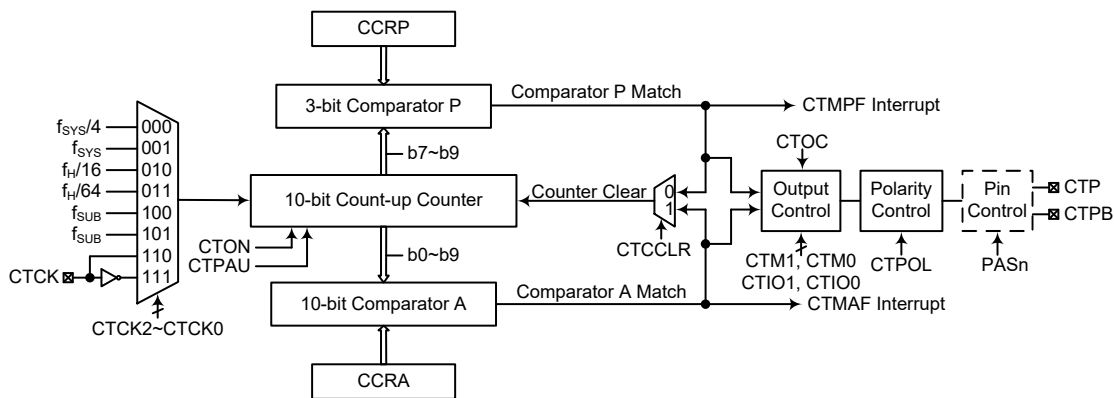 CCRP
3-bit Comparator P
Comparator P Match
CTMPF Interrupt
fSYS/4
000
fSYS
001
fH/16
010
fH/64
011
fSUB
100
fSUB
101
110
111
CTCK
CTCK2~CTCK0
b7~b9
10-bit Count-up Counter
Counter Clear
0
1
CTCCLR
CTON
CTPAU
b0~b9
CTOC
Output
Control
CTM1, CTM0
CTIO1, CTIO0
Polarity
Control
CTPOL
Pin
Control
PASn
CTP
CTPB
10-bit Comparator A
Comparator A Match
CTMAF Interrupt
CCRA